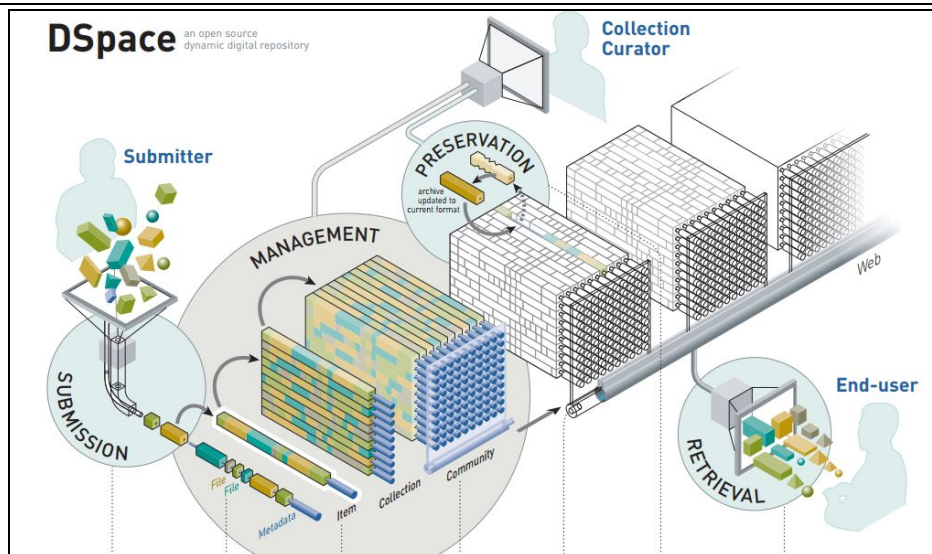 DSpace
an open source
dynamic digital repository
Collection
Curator
Submitter
PRESERVATION
archive
updated to
current format
MANAGEMENT
Web
SUBMISSION
End-user
RETRIEVAL
File
File
Metadata
Item
Collection
Community